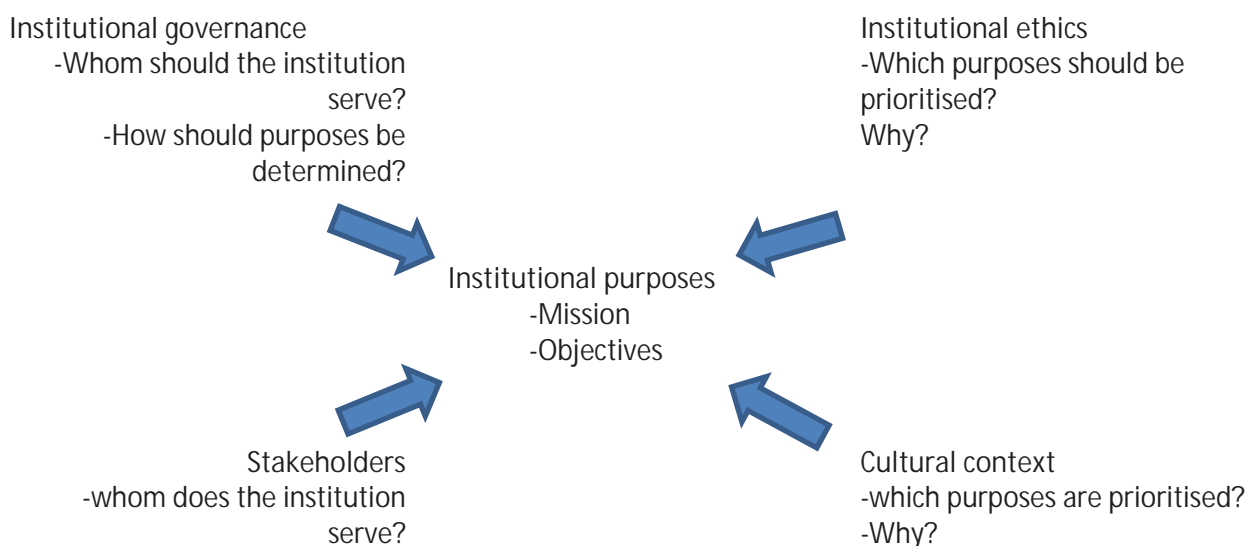 Institutional governance
-Whom should the institution
serve?
-How should purposes be
determined?
Institutional ethics
-Which purposes should be
prioritised?
Why?
Institutional purposes
-Mission
-Objectives
Stakeholders
-whom does the institution
serve?
Cultural context
-which purposes are prioritised?
-Why?